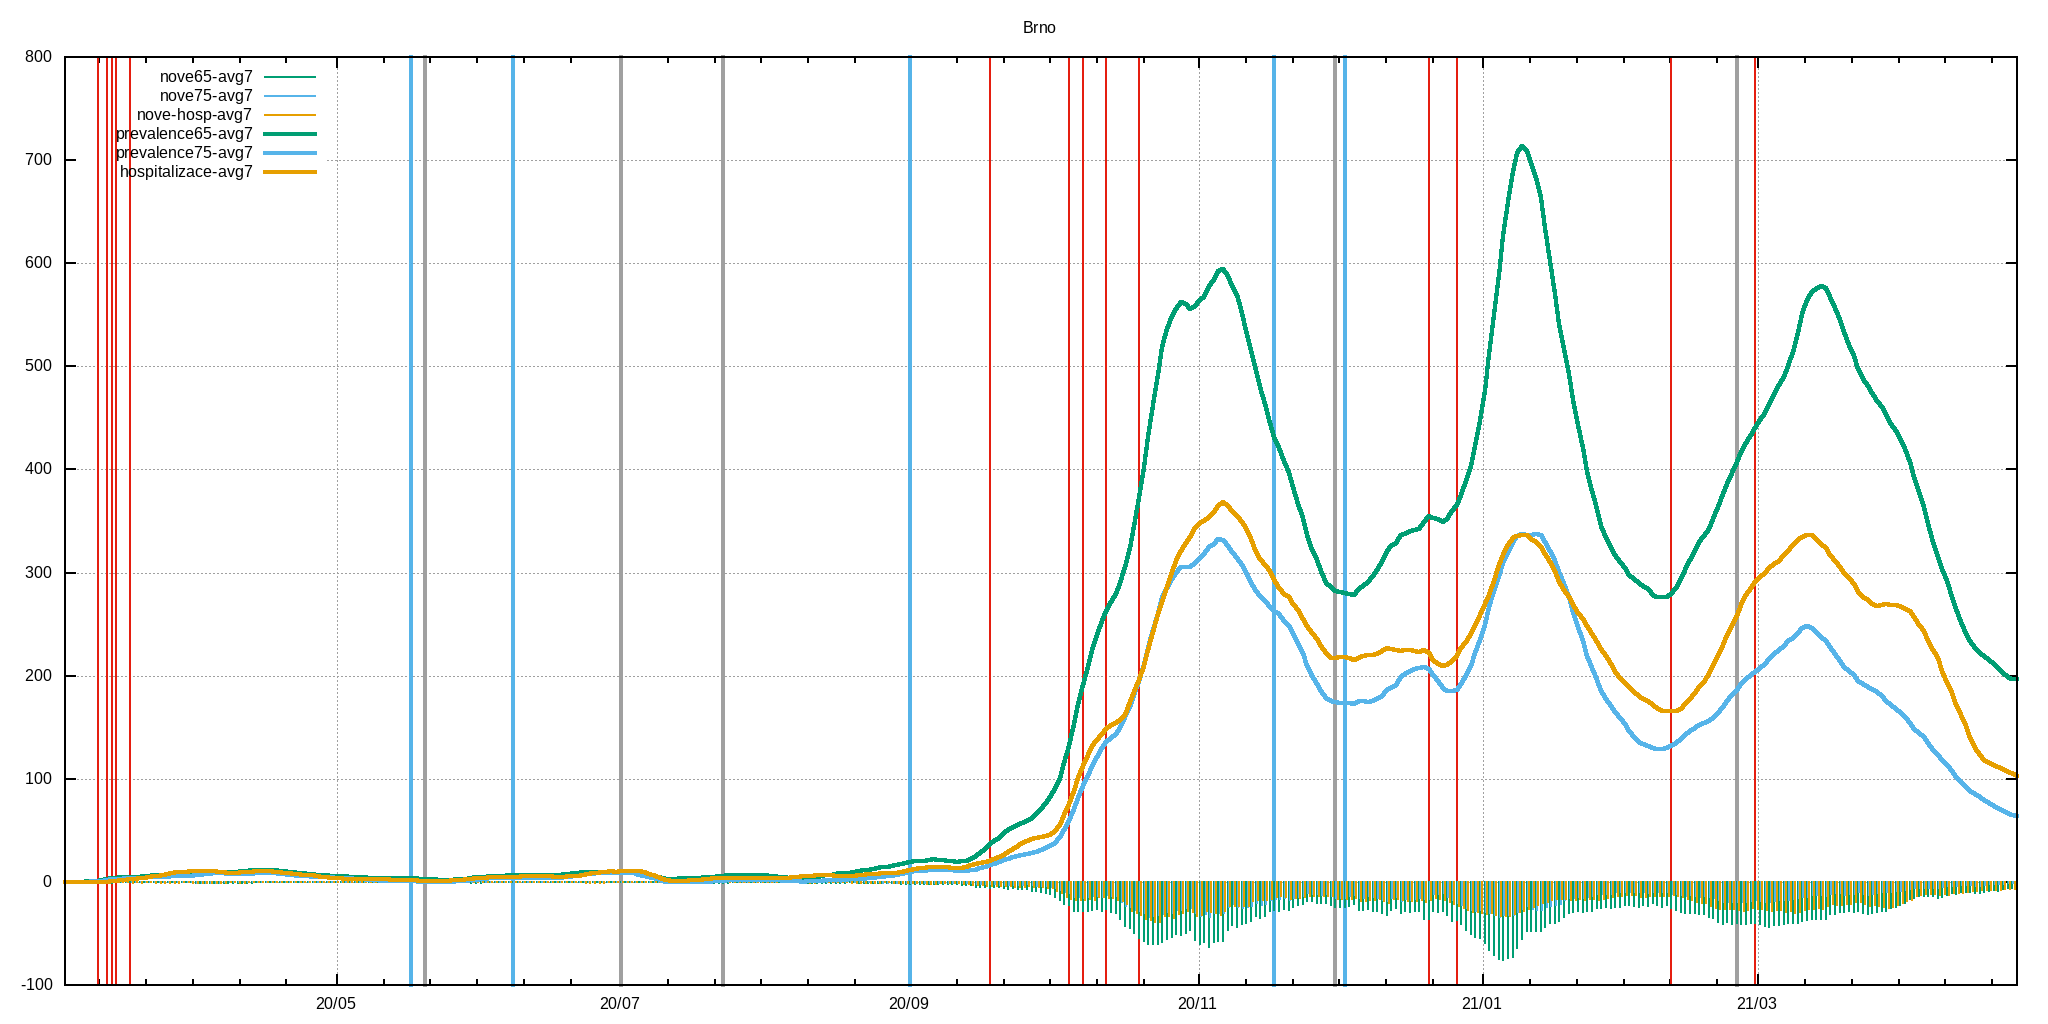 Brno
800
700
600
500
400
300
200
100
0
-100
nove65-avg7
nove75-avg7
nove-hosp-avg7
prevalence65-avg7
prevalence75-avg7
hospitalizace-avg7
20/05
20/07
20/09
20/11
21/01
21/03